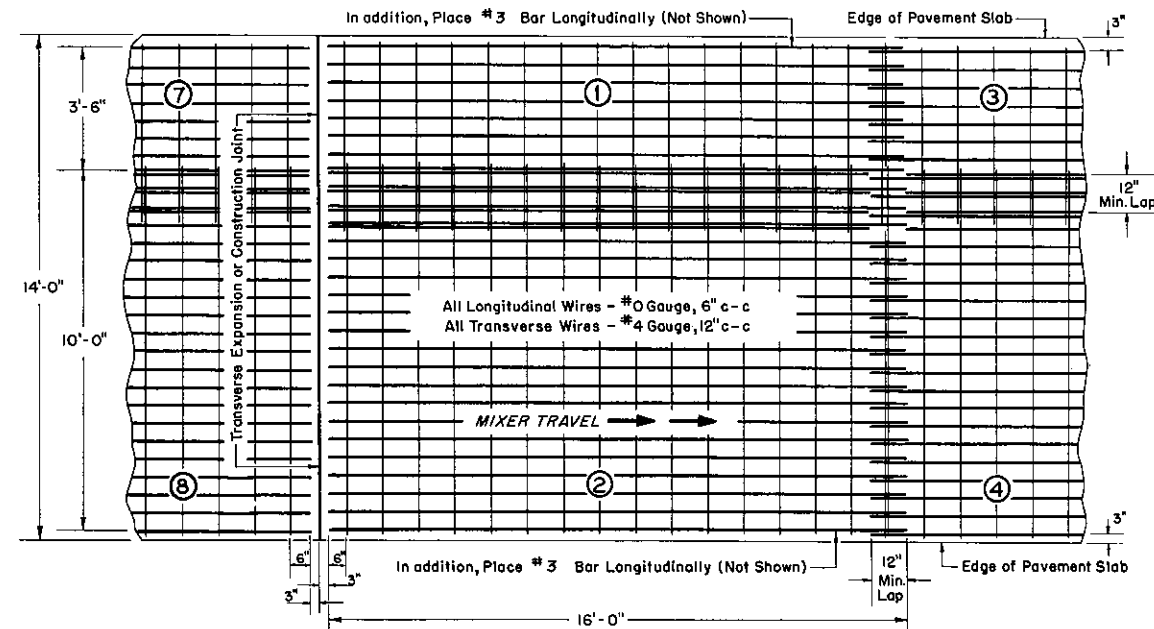 In addition, Place #3 Bar Longitudinally (Not Shown)
Edge of Pavement Slab
3"
7
1
3
3'-6"
Transverse Expansion or Construction Joint
12"
Min. Lap
14'-0"
10'-0"
All Longitudinal Wires - #0 Gauge, 6" c-c
All Transverse Wires - #4 Gauge, 12" c-c
MIXER TRAVEL
8
2
4
3"
6"
6"
3"
3"
In addition, Place #3 Bar Longitudinally (Not Shown)
12"
Min.
Lap
Edge of Pavement Slab
16'-0"